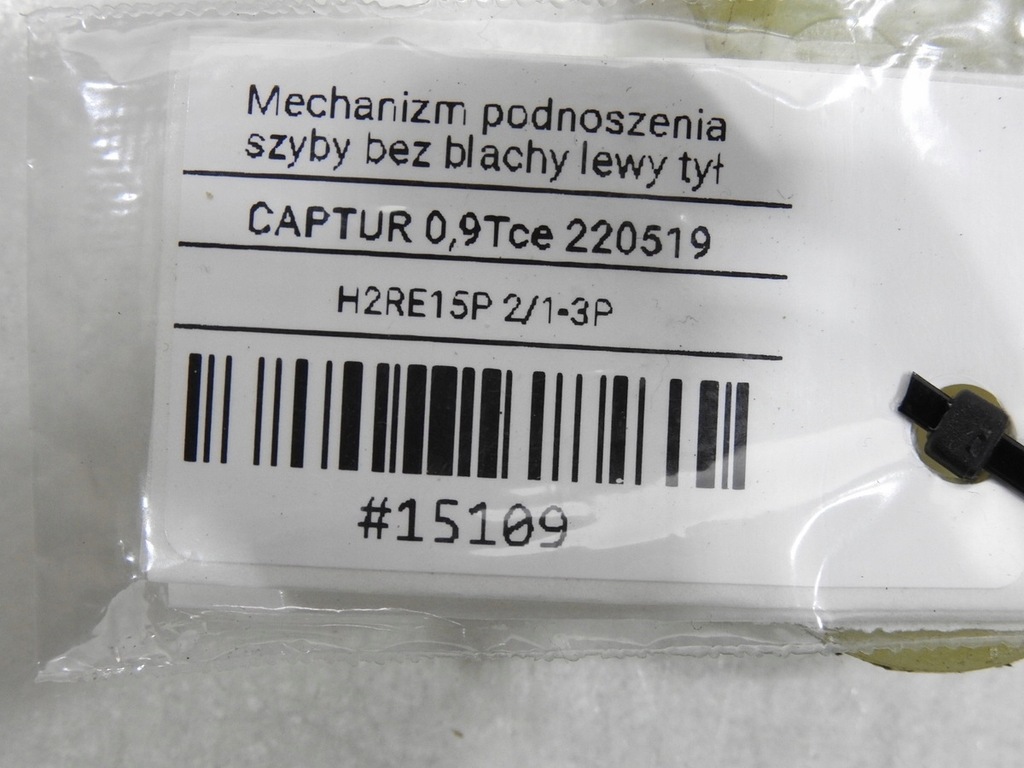 Mechanizm podnoszenia
szyby bez blachy lewy tył
CAPTUR 0,9Tce 220519
H2RE15P 2/1-3P
#15109